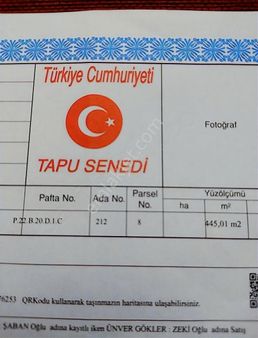 Türkiye Cumhuriyeti
Fotoğraf
TAPU SENEDİ
Pafta No. Ada No. Parsel No. Yüzölçümü
ha m²
P.22.B.20.D.1.C 212 8 445,01 m2
76253 QRKodu kullanarak taşınmazın haritasına ulaşabilirsiniz.
ŞABAN Oğlu adına kayıtlı iken ÜNVER GÖKLER : ZEKİ Oğlu adına Satış